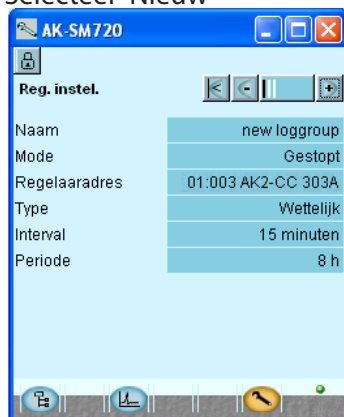 Selecteer Nieuw
AK-SM720
Reg. instel.
Naam new loggroup
Mode Gestopt
Regelaaradres 01:003 AK2-CC 303A
Type Wettelijk
Interval 15 minuten
Periode 8 h